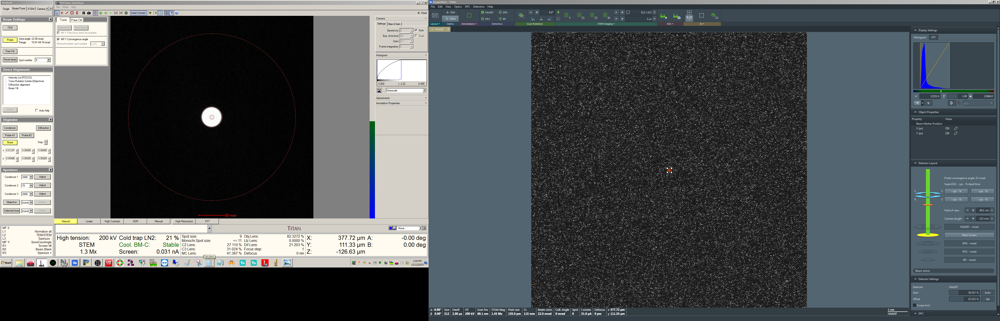 Workset
Stage
Beam/Tune
STEM
Camera
Beam Settings
TEM
Probe
Semi-angle 22.00 mrad
Range 10.41-44.18 mrad
Free Ctrl
Reset beam
Spot number
9
Direct Alignments
Intensity List [FOCUS]
Tomo Rotation Center (Objective)
Diffraction alignment
Beam Tilt
Done
Auto help
Stigmator
Condenser
Diffraction
Probe A1
Probe B2
None
Step:
x 0.01291 0.00000 0.00000
y 0.05486 0.00000 0.00000
Apertures
Condenser 1 2000 Adjust
Condenser 2 70 Adjust
Condenser 3 2000 Adjust
Objective [none] Adjust
Selected Area [none] Adjust
MF X:
L1: Normalize all
L2: TEM/STEM
L3: Spotsize -
MF Y: SemiConvAngle
R1: Screen lift
R2: Beam Blank
R3: Spotsize +
TEM User Interface
File Mode Help
Insert Screen
Close
Tune
Free Ctrl
Nanoprobe
Auto Zoom
MF-Y Fine focus back-focal plane
MF-Y Convergence angle
Monochromator spot number <=11
50 mrad
Camera
Settings
Bias & Gain
Sensitivity: Auto
Exp. time [ms]: 25 Dual
Gain: 0.7
Frame integration: 1
Histogram
0.000 γ: 2.22 0.489
Greyscale
Adjustments
Annotation Properties
Natural
Linear
High Contrast
HDR
Manual
High Resolution
FFT
TITAN
- None -
High tension: 200 kV
STEM
1.3 Mx
Cold trap LN2: 21 %
Cool. BM-C: Stable
Screen: 0.031 nA
Spot size: 9
Monochr.Spot size: <= 11
C2 Lens: 27.110 %
C3 Lens: 31.024 %
MC Lens: 41.387 %
Obj Lens: 82.3272 %
Ltz Lens: 0.0000 %
Dif Lens: 21.203 %
Focus step: 1
Defocus: 0 nm
X: 377.72 µm A: -0.00 deg
Y: 111.33 µm B: 0.00 deg
Z: -126.63 µm
Calculator
Start
Ve
REMOTE
To
To
1:09 PM
12/12/2025
Ve Acquisition - Velox
File Edit View Optics DPC Detectors Help
TEM
STEM
HAADF
DF4
DF2
BF
0.0°
512 x 512
2 µs
Layout
Optics
Annotations
Detectors
Scan Rotation
STEM Imaging
EDS
SI
A : HAADF
Display Settings
Histogram
FFT
22252.4 γ 1.00 22466.0
V
gray
Object Properties
Property Value
Beam Marker Position
X (px) 256
Y (px) 256
Detector Layout
Probe convergence angle: 22 mrad
SuperXG2: - cps -% dead time
1 2 - cps -% - cps -%
4 3 - cps -% - cps -%
Field of view 69.1 nm
Camera length 115 mm
HAADF: - mrad
Main Screen
DF4: - mrad
DF2: - mrad
BF: - mrad
Beam active
Detector Settings
Detector HAADF
Gain 30.537 % Auto
Offset 47.533 % Set
Scope tool
DPC
α -0.00° Size Dwell HT Scan fov STEM Mag Pixel size CL Beam conv. Coll. Angle Spot I screen Defocus x 377.72 µm
β 0.00° 512 2.00 µs 200 kV 69.1 nm 1.45 Mx 135.0 pm 115 mm 22.0 mrad 0 mrad 9 31.0 pA 0 pm y 111.33 µm
5 nm
HAADF